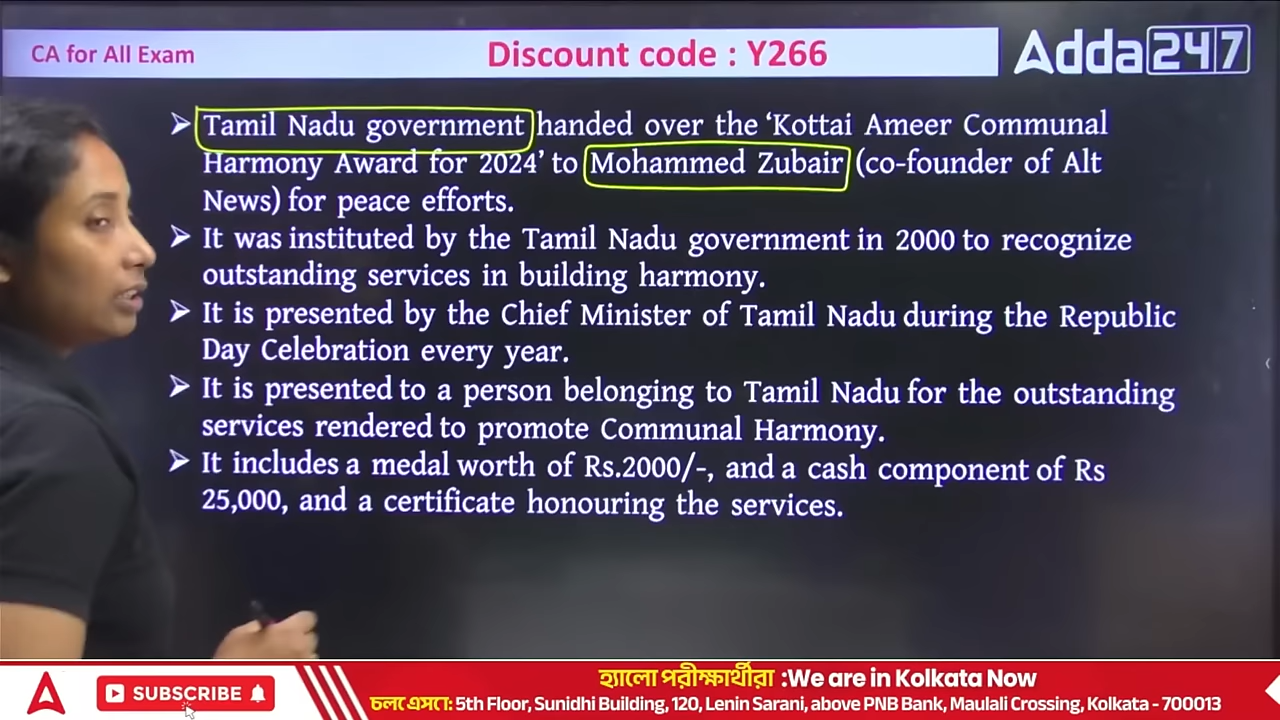 CA for All Exam
Discount code : Y266
Adda247
➤ Tamil Nadu government handed over the ‘Kottai Ameer Communal
Harmony Award for 2024’ to Mohammed Zubair (co-founder of Alt
News) for peace efforts.
➤ It was instituted by the Tamil Nadu government in 2000 to recognize
outstanding services in building harmony.
➤ It is presented by the Chief Minister of Tamil Nadu during the Republic
Day Celebration every year.
➤ It is presented to a person belonging to Tamil Nadu for the outstanding
services rendered to promote Communal Harmony.
➤ It includes a medal worth of Rs.2000/-, and a cash component of Rs
25,000, and a certificate honouring the services.
SUBSCRIBE
হ্যালো পরীক্ষার্থীরা :We are in Kolkata Now
চলে এসো: 5th Floor, Sunidhi Building, 120, Lenin Sarani, above PNB Bank, Maulali Crossing, Kolkata - 700013